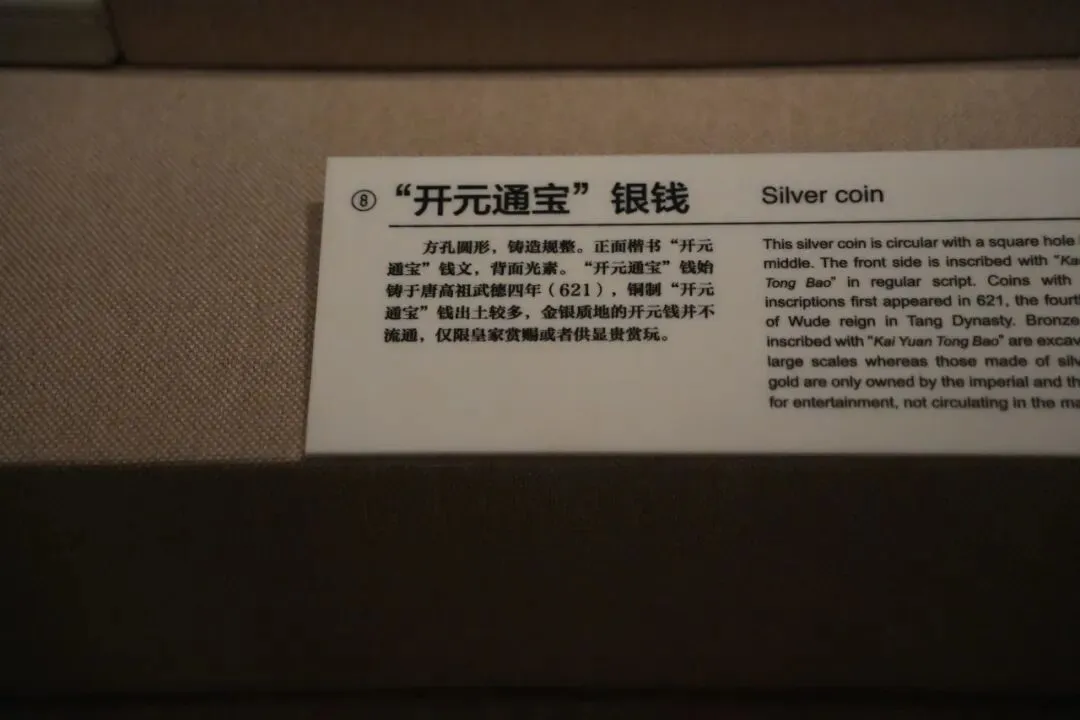 ⑧ “开元通宝”银钱
方孔圆形，铸造规整。正面楷书“开元
通宝”钱文，背面光素。“开元通宝”钱始
铸于唐高祖武德四年（621），铜制“开元
通宝”钱出土较多，金银质地的开元钱并不
流通，仅限皇家赏赐或者供显贵赏玩。
Silver coin
This silver coin is circular with a square hole
middle. The front side is inscribed with “Kai
Tong Bao” in regular script. Coins with
inscriptions first appeared in 621, the
of Wude reign in Tang Dynasty. Bronze
inscribed with “Kai Yuan Tong Bao” are
large scales whereas those made of
gold are only owned by the imperial and
for entertainment, not circulating in the